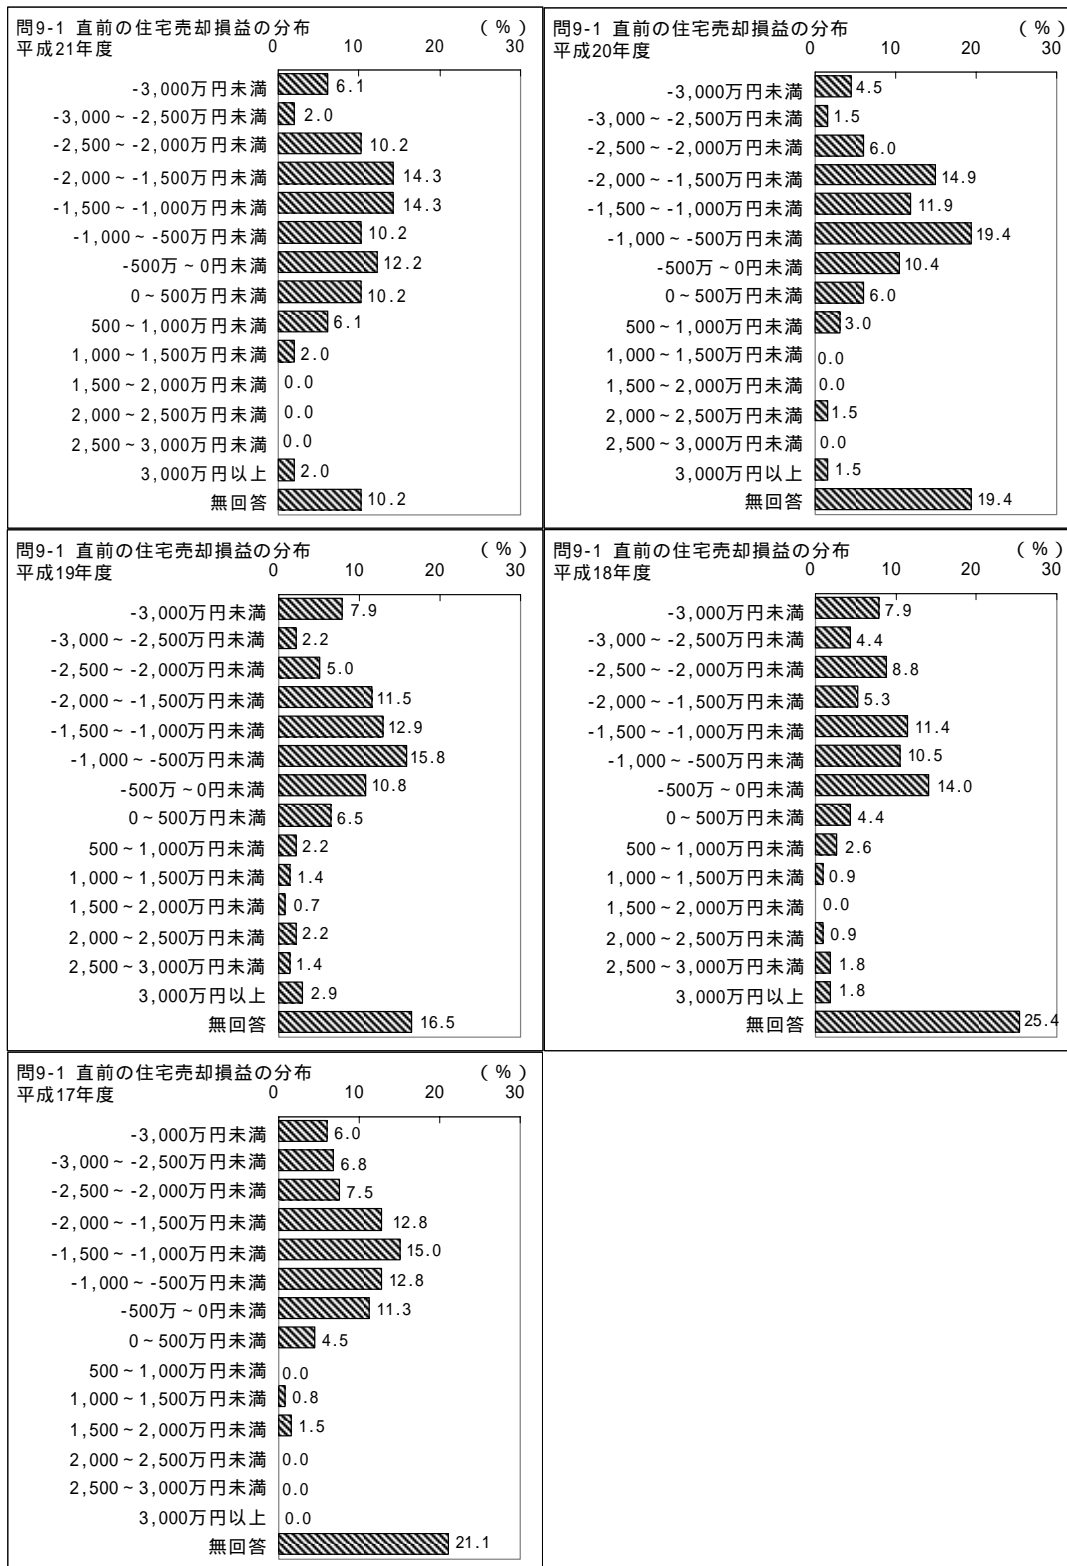 問9-1 直前の住宅売却損益の分布 (%)
平成21年度 0 10 20 30
-3,000万円未満 6.1
-3,000~-2,500万円未満 2.0
-2,500~-2,000万円未満 10.2
-2,000~-1,500万円未満 14.3
-1,500~-1,000万円未満 14.3
-1,000~-500万円未満 10.2
-500万~0円未満 12.2
0~500万円未満 10.2
500~1,000万円未満 6.1
1,000~1,500万円未満 2.0
1,500~2,000万円未満 0.0
2,000~2,500万円未満 0.0
2,500~3,000万円未満 0.0
3,000万円以上 2.0
無回答 10.2
問9-1 直前の住宅売却損益の分布 (%)
平成20年度 0 10 20 30
-3,000万円未満 4.5
-3,000~-2,500万円未満 1.5
-2,500~-2,000万円未満 6.0
-2,000~-1,500万円未満 14.9
-1,500~-1,000万円未満 11.9
-1,000~-500万円未満 19.4
-500万~0円未満 10.4
0~500万円未満 6.0
500~1,000万円未満 3.0
1,000~1,500万円未満 0.0
1,500~2,000万円未満 0.0
2,000~2,500万円未満 1.5
2,500~3,000万円未満 0.0
3,000万円以上 1.5
無回答 19.4
問9-1 直前の住宅売却損益の分布 (%)
平成19年度 0 10 20 30
-3,000万円未満 7.9
-3,000~-2,500万円未満 2.2
-2,500~-2,000万円未満 5.0
-2,000~-1,500万円未満 11.5
-1,500~-1,000万円未満 12.9
-1,000~-500万円未満 15.8
-500万~0円未満 10.8
0~500万円未満 6.5
500~1,000万円未満 2.2
1,000~1,500万円未満 1.4
1,500~2,000万円未満 0.7
2,000~2,500万円未満 2.2
2,500~3,000万円未満 1.4
3,000万円以上 2.9
無回答 16.5
問9-1 直前の住宅売却損益の分布 (%)
平成18年度 0 10 20 30
-3,000万円未満 7.9
-3,000~-2,500万円未満 4.4
-2,500~-2,000万円未満 8.8
-2,000~-1,500万円未満 5.3
-1,500~-1,000万円未満 11.4
-1,000~-500万円未満 10.5
-500万~0円未満 14.0
0~500万円未満 4.4
500~1,000万円未満 2.6
1,000~1,500万円未満 0.9
1,500~2,000万円未満 0.0
2,000~2,500万円未満 0.9
2,500~3,000万円未満 1.8
3,000万円以上 1.8
無回答 25.4
問9-1 直前の住宅売却損益の分布 (%)
平成17年度 0 10 20 30
-3,000万円未満 6.0
-3,000~-2,500万円未満 6.8
-2,500~-2,000万円未満 7.5
-2,000~-1,500万円未満 12.8
-1,500~-1,000万円未満 15.0
-1,000~-500万円未満 12.8
-500万~0円未満 11.3
0~500万円未満 4.5
500~1,000万円未満 0.0
1,000~1,500万円未満 0.8
1,500~2,000万円未満 1.5
2,000~2,500万円未満 0.0
2,500~3,000万円未満 0.0
3,000万円以上 0.0
無回答 21.1